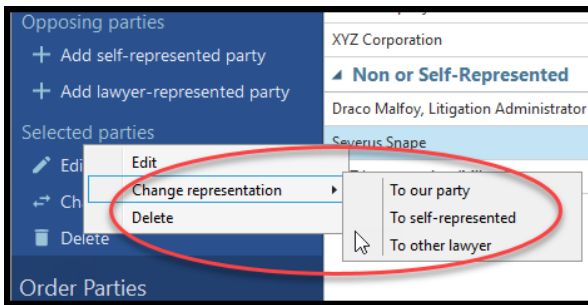 Opposing parties
+ Add self-represented party
+ Add lawyer-represented party
Selected parties
Edi
Ch
Delete
Order Parties
XYZ Corporation
Non or Self-Represented
Draco Malfoy, Litigation Administrator
Severus Snape
Edit
Change representation
Delete
To our party
To self-represented
To other lawyer